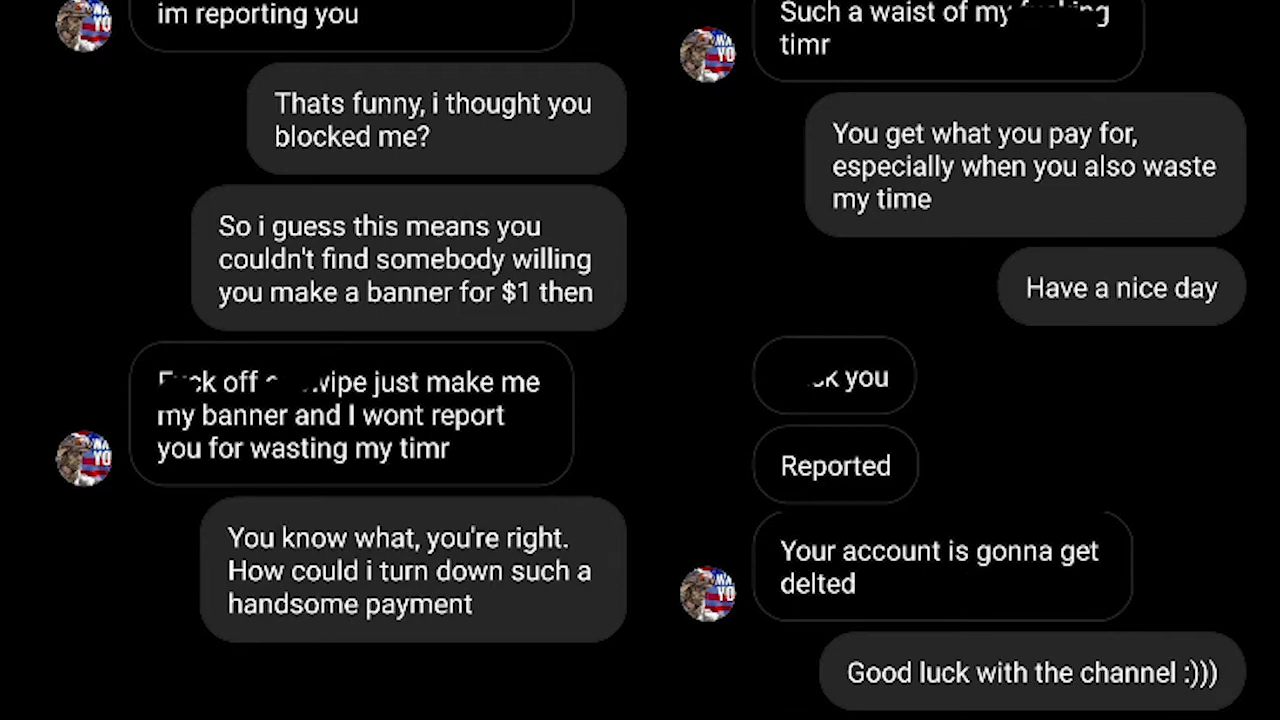 im reporting you
Thats funny, i thought you
blocked me?
So i guess this means you
couldn't find somebody willing
you make a banner for $1 then
off just make me
my banner and I wont report
you for wasting my timr
You know what, you're right.
How could i turn down such a
handsome payment
Such a waist of my
timr
You get what you pay for,
especially when you also waste
my time
Have a nice day
you
Reported
Your account is gonna get
delted
Good luck with the channel :)))